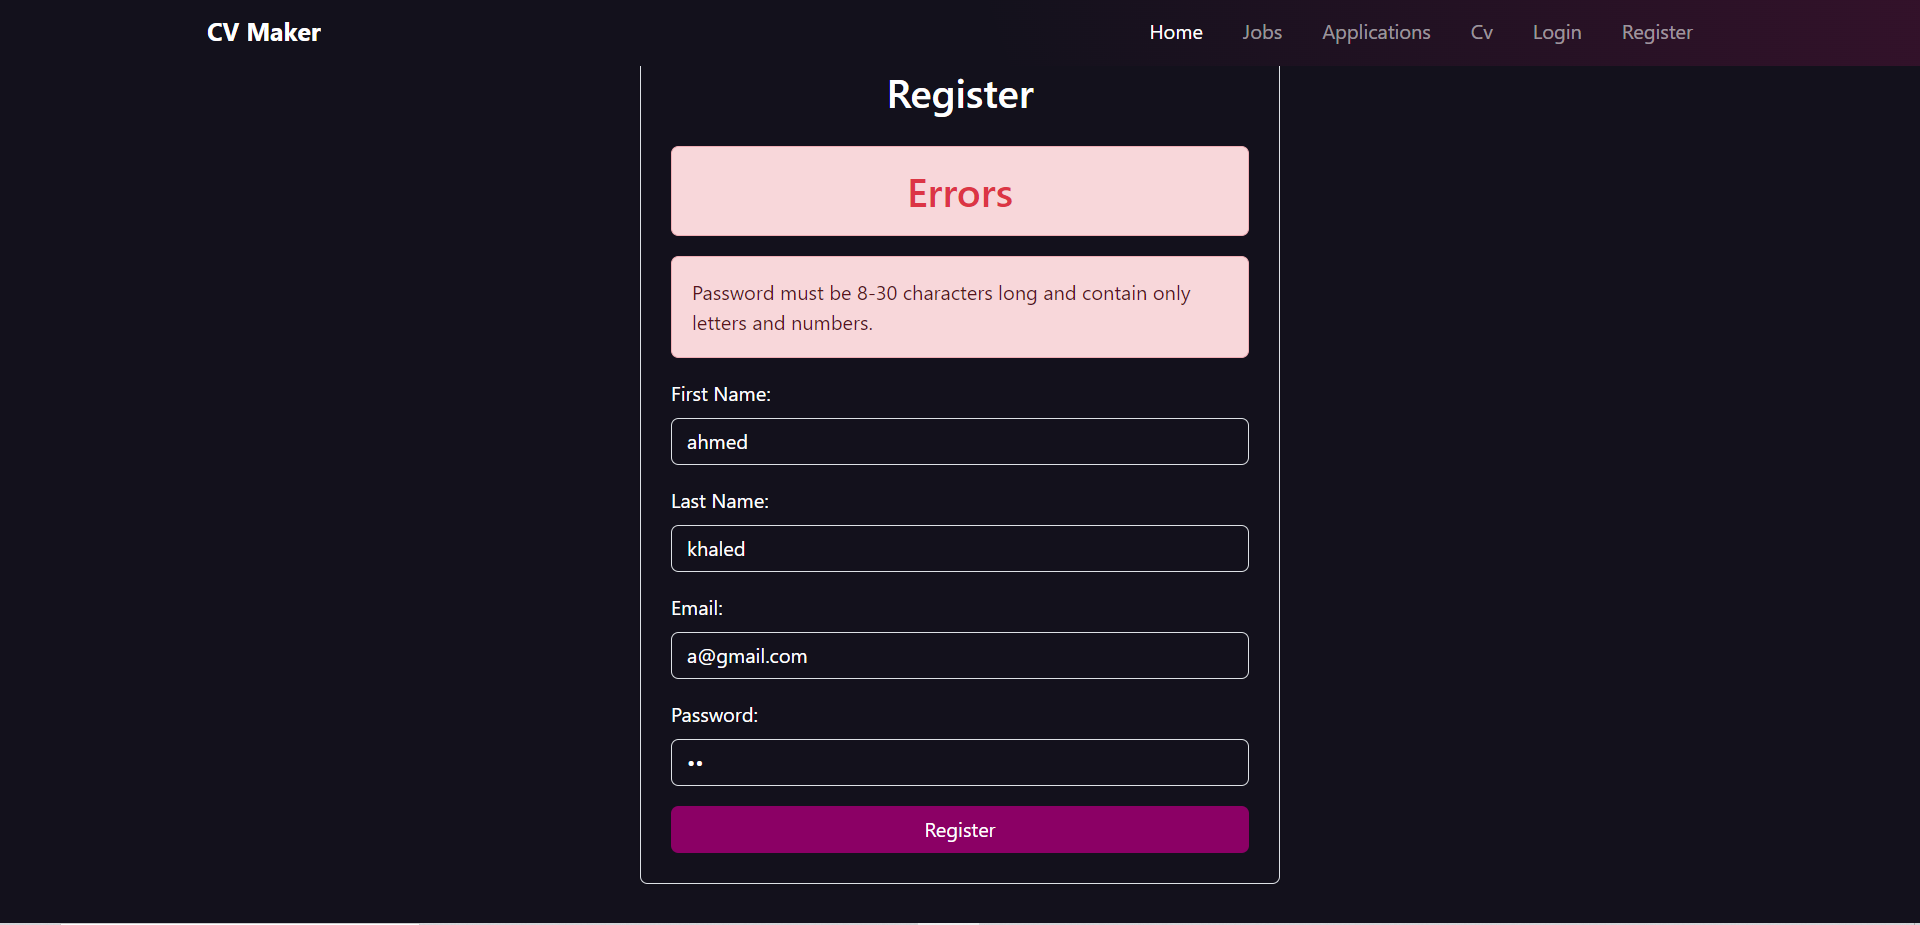 CV Maker
Home Jobs Applications Cv Login Register
Register
Errors
Password must be 8-30 characters long and contain only
letters and numbers.
First Name:
ahmed
Last Name:
khaled
Email:
a@gmail.com
Password:
••
Register